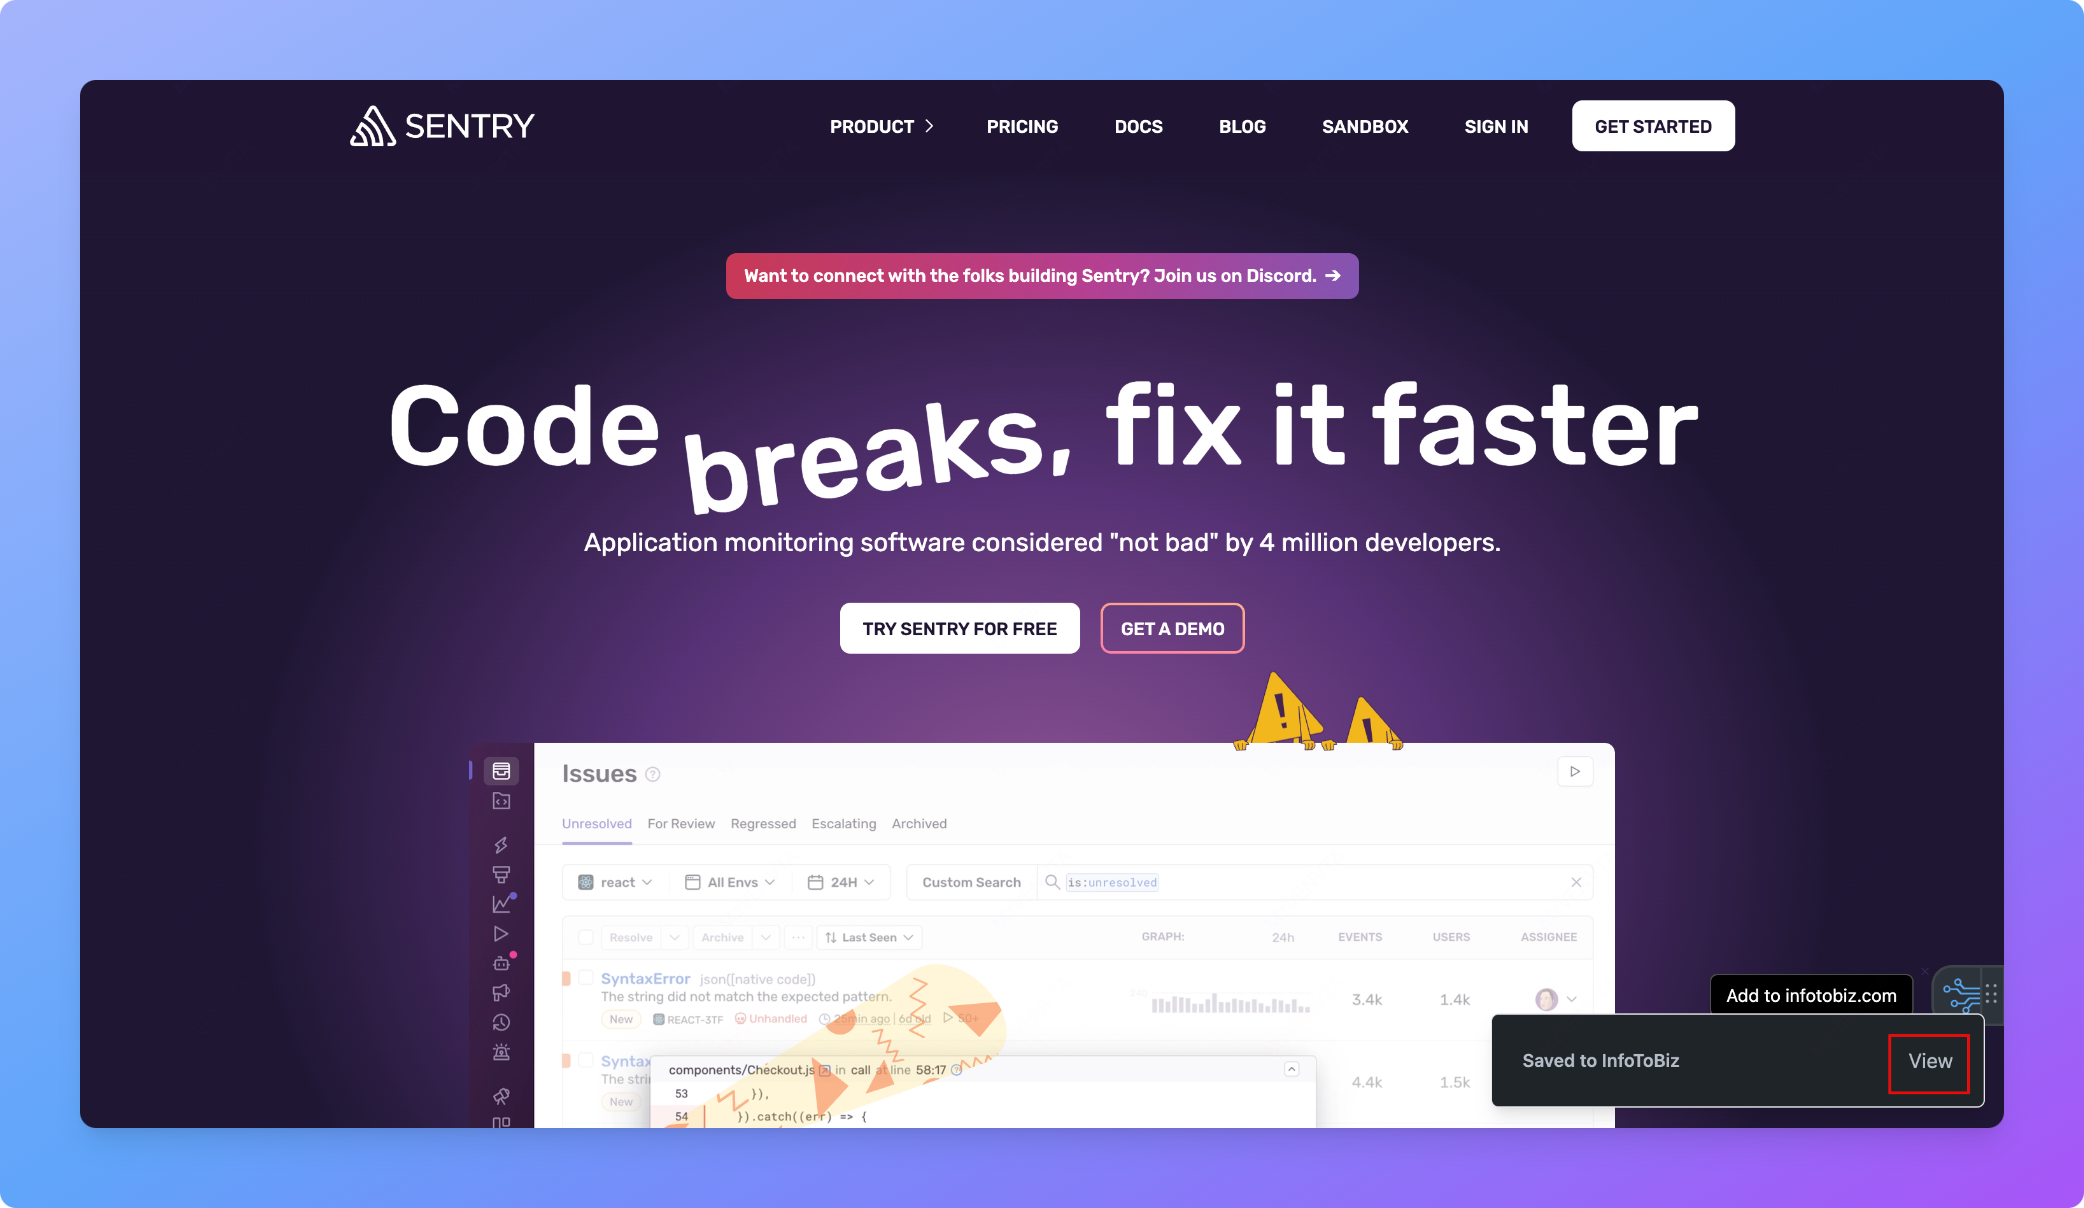 SENTRY
PRODUCT
PRICING
DOCS
BLOG
SANDBOX
SIGN IN
GET STARTED
Want to connect with the folks building Sentry? Join us on Discord. →
Code breaks, fix it faster
Application monitoring software considered "not bad" by 4 million developers.
TRY SENTRY FOR FREE
GET A DEMO
Issues
Unresolved For Review Regressed Escalating Archived
react All Envs 24H Custom Search is:unresolved
Resolve Archive Last Seen GRAPH: 24h EVENTS USERS ASSIGNEE
SyntaxError json([native code])
The string did not match the expected pattern.
New REACT-3TF Unhandled 25min ago | 6d old 50+
3.4k 1.4k
New
4.4k 1.5k
components/Checkout.js in call at line 58:17
53 }),
54 }).catch((err) => {
Add to infotobiz.com
Saved to InfoToBiz
View